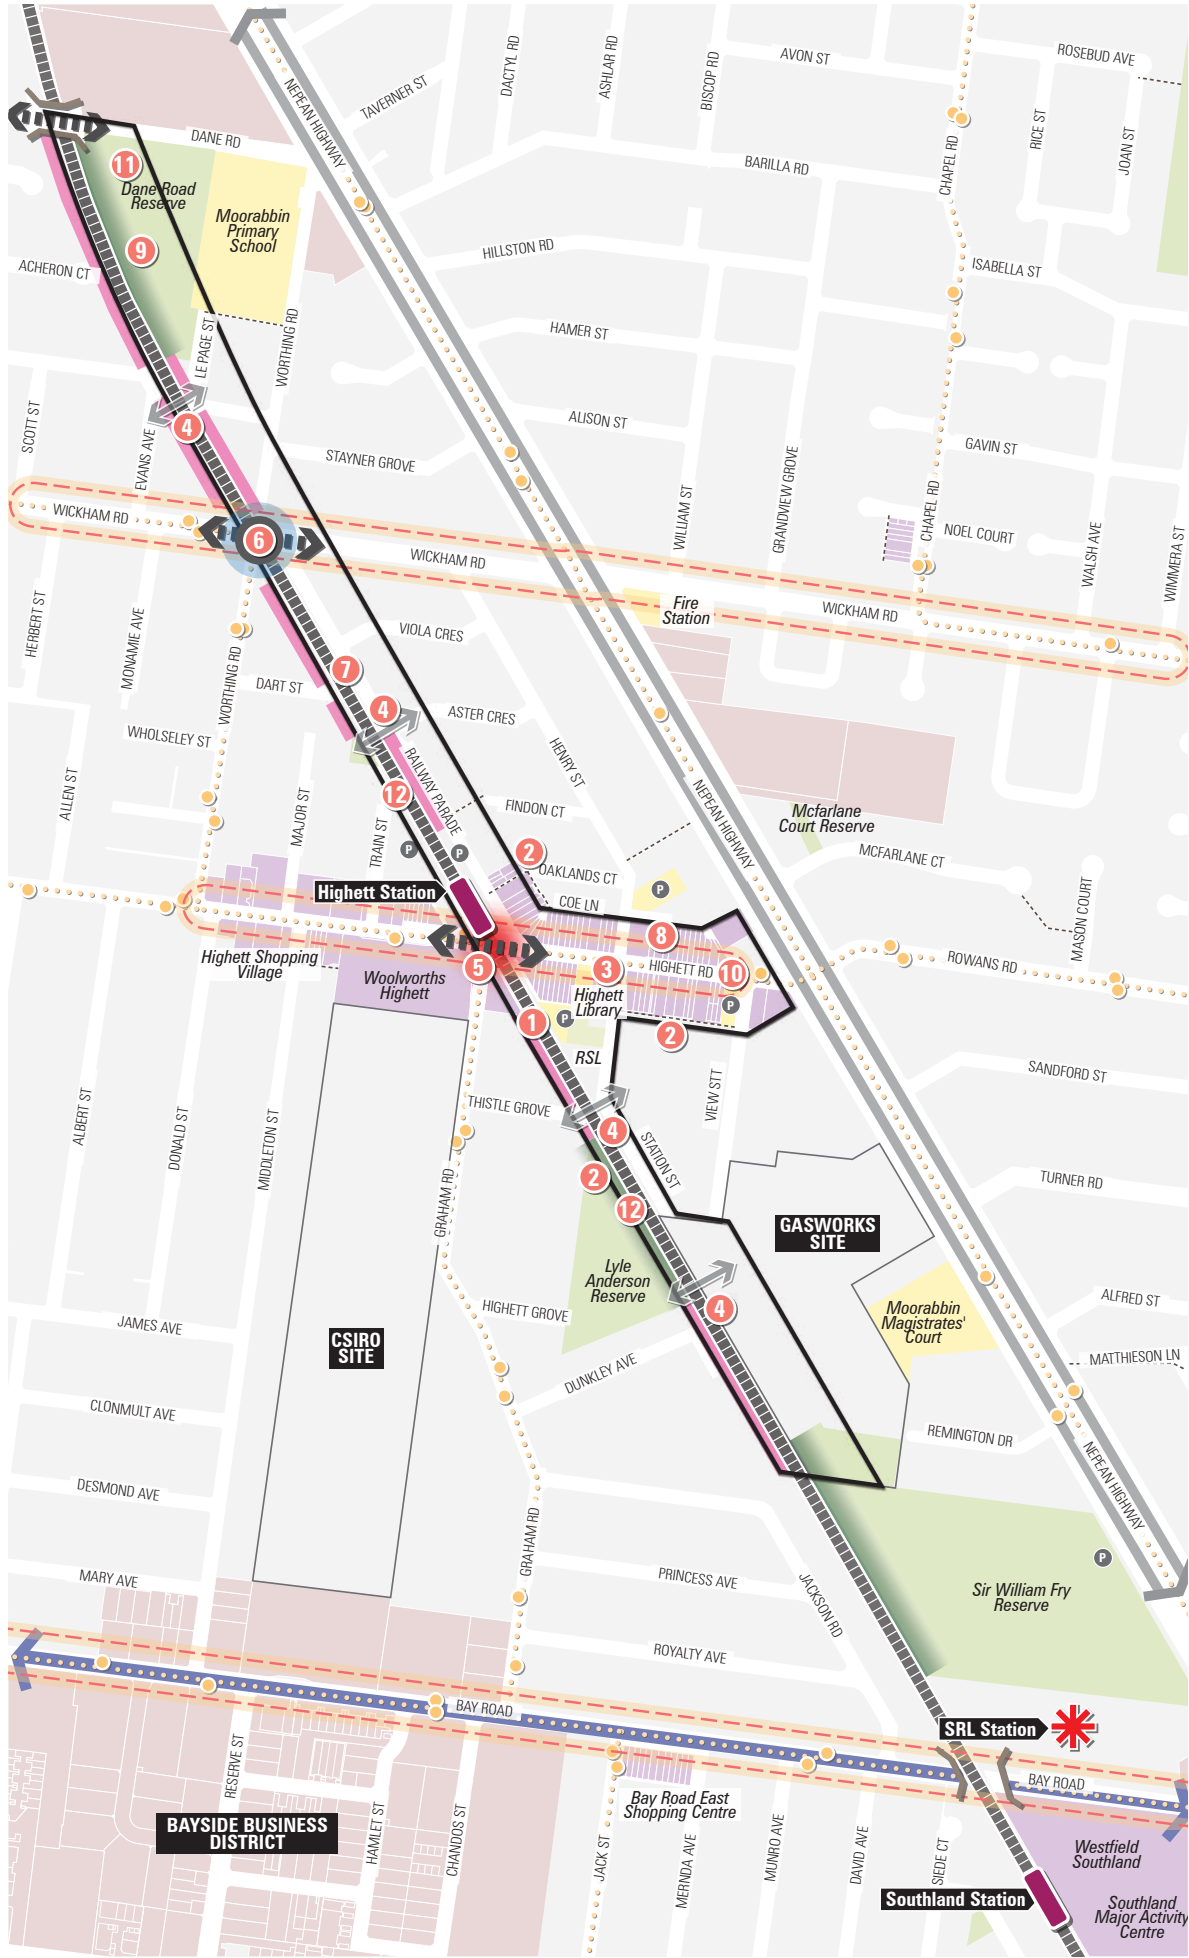 AVON ST
ROSEBUD AVE
DACTYL RD
ASHLAR RD
BISCOP RD
TAVERNER ST
NEPEAN HIGHWAY
RICE ST
JOAN ST
CHAPEL RD
DANE RD
BARILLA RD
11
Dane Road
Reserve
Moorabbin
Primary
School
9
HILLSTON RD
ACHERON CT
ISABELLA ST
LE PAGE ST
WORTHING RD
HAMER ST
SCOTT ST
4
EVANS AVE
ALISON ST
STAYNER GROVE
GAVIN ST
GRANDVIEW GROVE
WILLIAM ST
CHAPEL RD
WICKHAM RD
6
NOEL COURT
WALSH AVE
WIMMERA ST
WICKHAM RD
HERBERT ST
MONAMIE AVE
Fire
Station
WICKHAM RD
VIOLA CRES
WORTHING RD
7
DART ST
4
ASTER CRES
WHOLSELEY ST
HENRY ST
RAILWAY PARADE
ALLEN ST
12
MAJOR ST
TRAIN ST
FINDON CT
NEPEAN HIGHWAY
Mcfarlane
Court Reserve
P
P
2
MCFARLANE CT
OAKLANDS CT
P
Highett Station
COE LN
MASON COURT
8
Highett Shopping
Village
5
3
HIGHETT RD
10
ROWANS RD
Woolworths
Highett
Highett
Library
P
1
P
2
RSL
SANDFORD ST
ALBERT ST
DONALD ST
MIDDLETON ST
THISTLE GROVE
VIEW STT
4
STATION ST
2
TURNER RD
GRAHAM RD
12
GASWORKS
SITE
Lyle
Anderson
Reserve
4
HIGHETT GROVE
Moorabbin
Magistrates'
Court
ALFRED ST
JAMES AVE
CSIRO
SITE
MATTHIESON LN
DUNKLEY AVE
CLONMULT AVE
REMINGTON DR
DESMOND AVE
NEPEAN HIGHWAY
GRAHAM RD
P
MARY AVE
PRINCESS AVE
JACKSON RD
Sir William Fry
Reserve
ROYALTY AVE
BAY ROAD
SRL Station
RESERVE ST
BAY ROAD
Bay Road East
Shopping Centre
BAYSIDE BUSINESS
DISTRICT
HAMLET ST
CHANDOS ST
JACK ST
MERNDA AVE
MUNRO AVE
DAVID AVE
SIEDE CT
Westfield
Southland
Southland Station
Southland
Major Activity
Centre